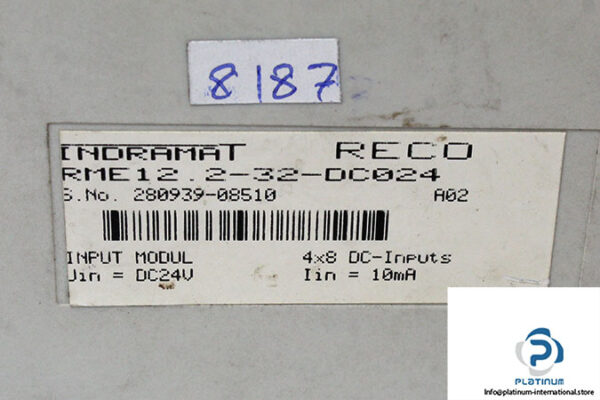 8187
INDRAMAT RECO
RME12.2-32-DC024
S.No. 280939-08510 A02
INPUT MODUL 4x8 DC-Inputs
Uin = DC24V Iin = 10mA
PLATINUM
Info@platinum-international.store